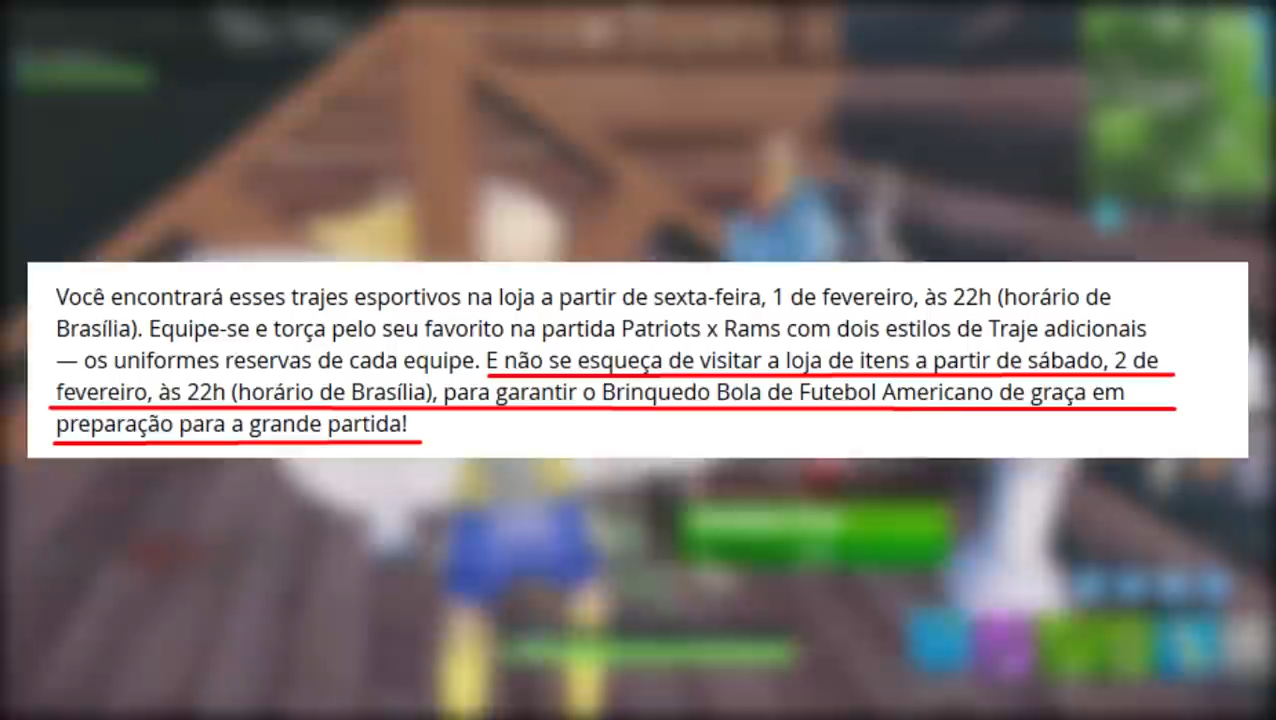 Você encontrará esses trajes esportivos na loja a partir de sexta-feira, 1 de fevereiro, às 22h (horário de
Brasília). Equipe-se e torça pelo seu favorito na partida Patriots x Rams com dois estilos de Traje adicionais
— os uniformes reservas de cada equipe. E não se esqueça de visitar a loja de itens a partir de sábado, 2 de
fevereiro, às 22h (horário de Brasília), para garantir o Brinquedo Bola de Futebol Americano de graça em
preparação para a grande partida!